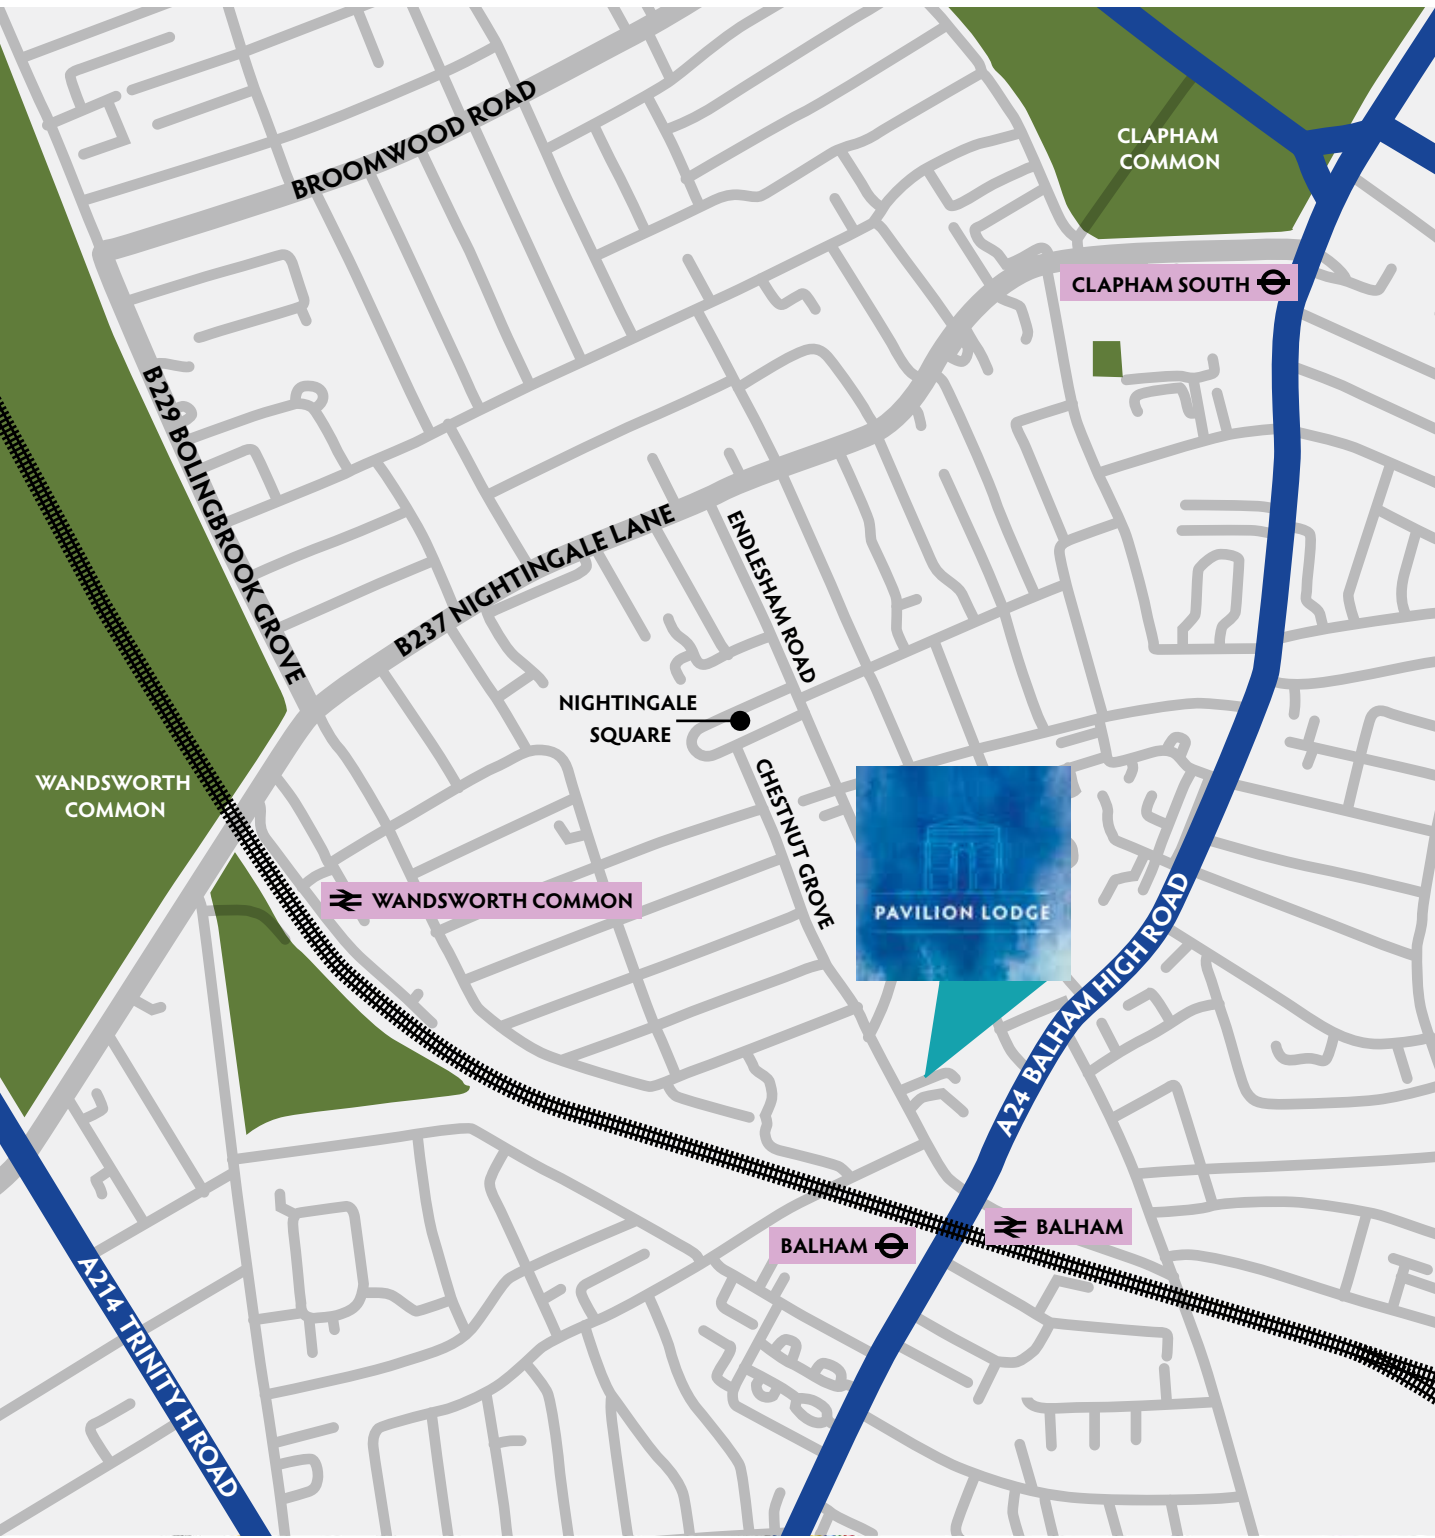 BROOMWOOD ROAD
CLAPHAM
COMMON
CLAPHAM SOUTH
B229 BOLINGBROOK GROVE
B237 NIGHTINGALE LANE
ENDLESHAM ROAD
NIGHTINGALE
SQUARE
WANDSWORTH
COMMON
CHESTNUT GROVE
PAVILION LODGE
WANDSWORTH COMMON
A24 BALHAM HIGH ROAD
BALHAM
BALHAM
A214 TRINITY H ROAD